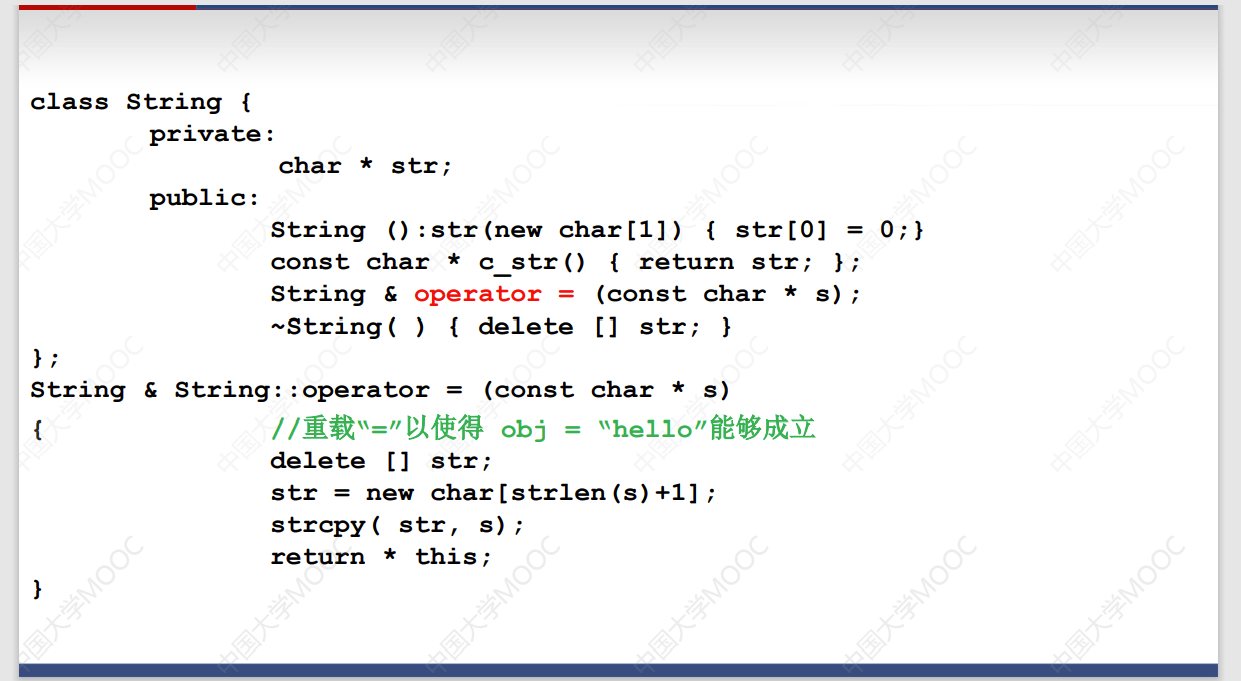 class String {
private:
char * str;
public:
String ():str(new char[1]) { str[0] = 0;}
const char * c_str() { return str; };
String & operator = (const char * s);
~String( ) { delete [] str; }
};
String & String::operator = (const char * s)
{ //重载“=”以使得 obj = “hello”能够成立
delete [] str;
str = new char[strlen(s)+1];
strcpy( str, s);
return * this;
}
中国大学MOOC